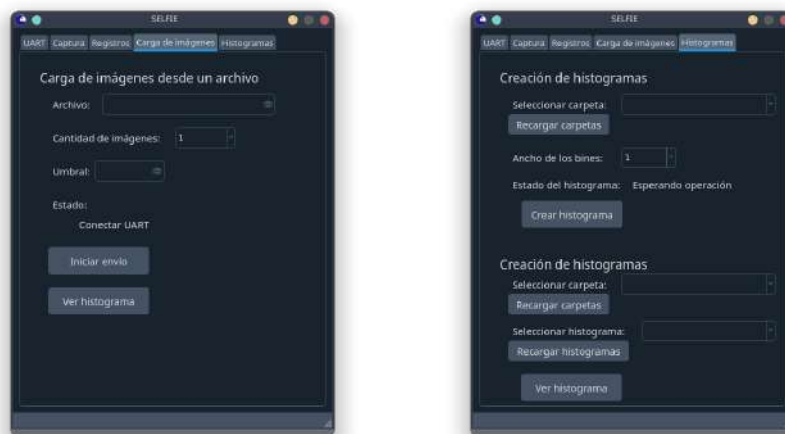 SELFIE
UART Captura Registros Carga de imágenes Histogramas
Carga de imágenes desde un archivo
Archivo:
Cantidad de imágenes: 1
Umbral:
Estado:
Conectar UART
Iniciar envío
Ver histograma
SELFIE
UART Captura Registros Carga de imágenes Histogramas
Creación de histogramas
Seleccionar carpeta:
Recargar carpetas
Ancho de los bines: 1
Estado del histograma: Esperando operación
Crear histograma
Creación de histogramas
Seleccionar carpeta:
Recargar carpetas
Seleccionar histograma:
Recargar histogramas
Ver histograma